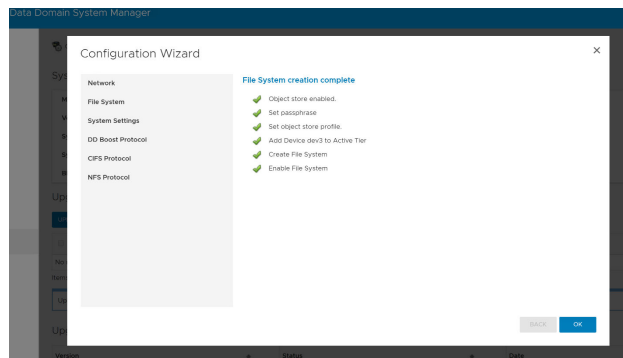 Data Domain System Manager
Configuration Wizard
Network
File System
System Settings
DD Boost Protocol
CIFS Protocol
NFS Protocol
File System creation complete
Object store enabled.
Set passphrase
Set object store profile.
Add Device dev3 to Active Tier
Create File System
Enable File System
BACK
OK
Version
Status
Date